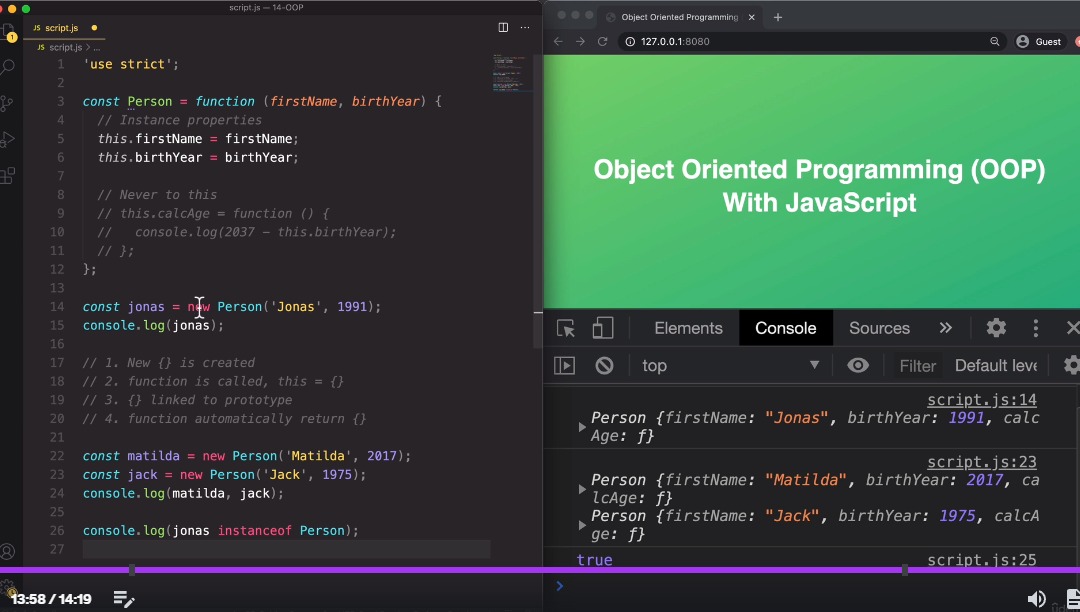 script.js — 14-OOP
JS script.js
JS script.js > ...
1 'use strict';
2
3 const Person = function (firstName, birthYear) {
4 // Instance properties
5 this.firstName = firstName;
6 this.birthYear = birthYear;
7
8 // Never to this
9 // this.calcAge = function () {
10 //   console.log(2037 - this.birthYear);
11 // };
12 };
13
14 const jonas = new Person('Jonas', 1991);
15 console.log(jonas);
16
17 // 1. New {} is created
18 // 2. function is called, this = {}
19 // 3. {} linked to prototype
20 // 4. function automatically return {}
21
22 const matilda = new Person('Matilda', 2017);
23 const jack = new Person('Jack', 1975);
24 console.log(matilda, jack);
25
26 console.log(jonas instanceof Person);
27
1
13:58 / 14:19
Object Oriented Programming
127.0.0.1:8080
Guest
Object Oriented Programming (OOP)
With JavaScript
Elements Console Sources »
top Filter Default leve
script.js:14
Person {firstName: "Jonas", birthYear: 1991, calc
Age: ƒ}
script.js:23
Person {firstName: "Matilda", birthYear: 2017, ca
lcAge: ƒ}
Person {firstName: "Jack", birthYear: 1975, calcA
ge: ƒ}
true script.js:25